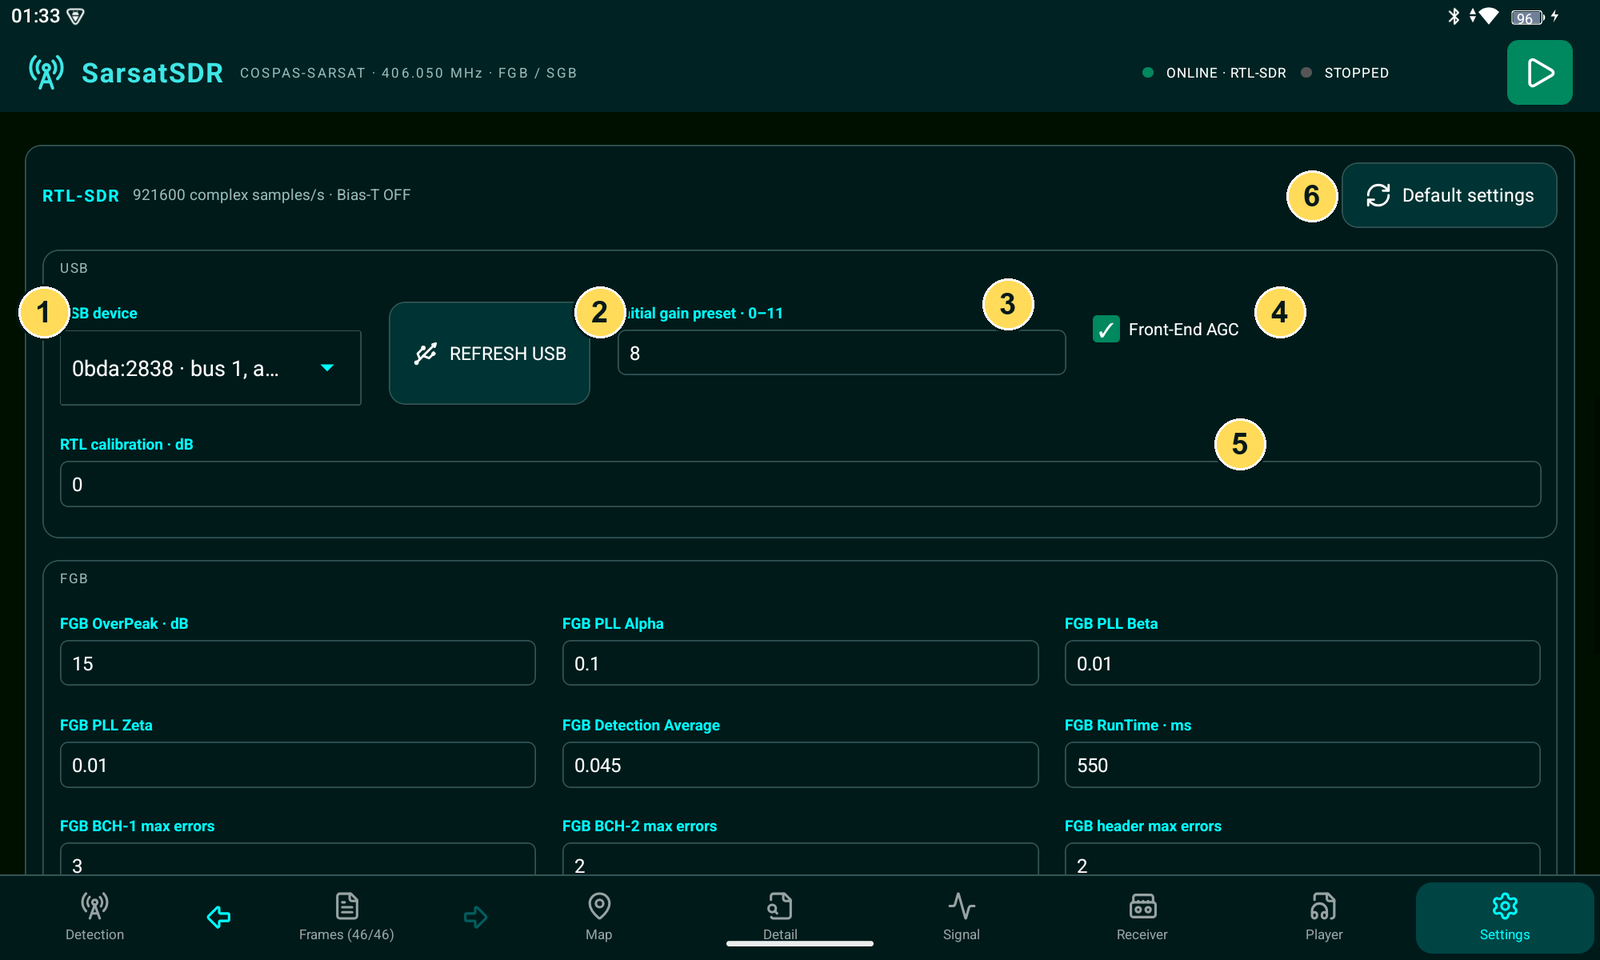 01:33
96
SarsatSDR COSPAS-SARSAT · 406.050 MHz · FGB / SGB
ONLINE · RTL-SDR STOPPED
RTL-SDR 921600 complex samples/s · Bias-T OFF
6 Default settings
USB
1 SB device
2 itial gain preset · 0–11
3
4
0bda:2838 · bus 1, a...
REFRESH USB
8
✓ Front-End AGC
RTL calibration · dB
5
0
FGB
FGB OverPeak · dB FGB PLL Alpha FGB PLL Beta
15 0.1 0.01
FGB PLL Zeta FGB Detection Average FGB RunTime · ms
0.01 0.045 550
FGB BCH-1 max errors FGB BCH-2 max errors FGB header max errors
3 2 2
Detection Frames (46/46) Map Detail Signal Receiver Player Settings